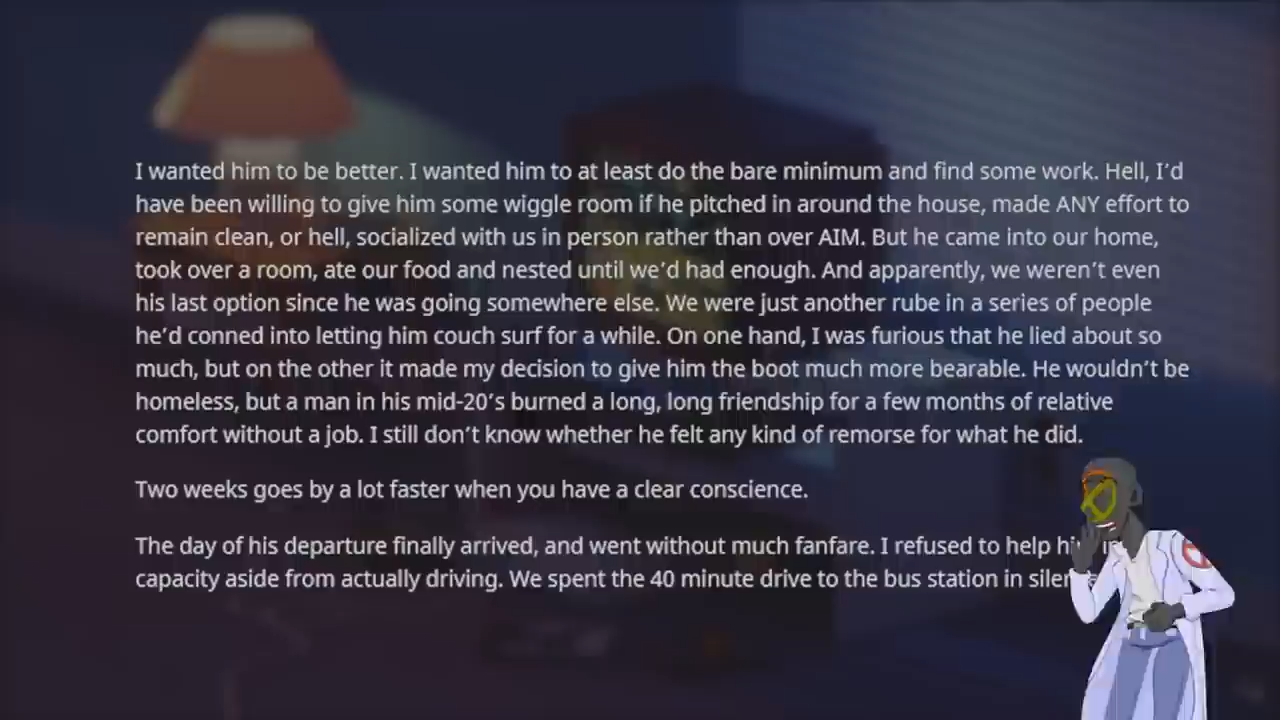 I wanted him to be better. I wanted him to at least do the bare minimum and find some work. Hell, I'd
have been willing to give him some wiggle room if he pitched in around the house, made ANY effort to
remain clean, or hell, socialized with us in person rather than over AIM. But he came into our home,
took over a room, ate our food and nested until we'd had enough. And apparently, we weren't even
his last option since he was going somewhere else. We were just another rube in a series of people
he'd conned into letting him couch surf for a while. On one hand, I was furious that he lied about so
much, but on the other it made my decision to give him the boot much more bearable. He wouldn't be
homeless, but a man in his mid-20's burned a long, long friendship for a few months of relative
comfort without a job. I still don't know whether he felt any kind of remorse for what he did.
Two weeks goes by a lot faster when you have a clear conscience.
The day of his departure finally arrived, and went without much fanfare. I refused to help
capacity aside from actually driving. We spent the 40 minute drive to the bus station in